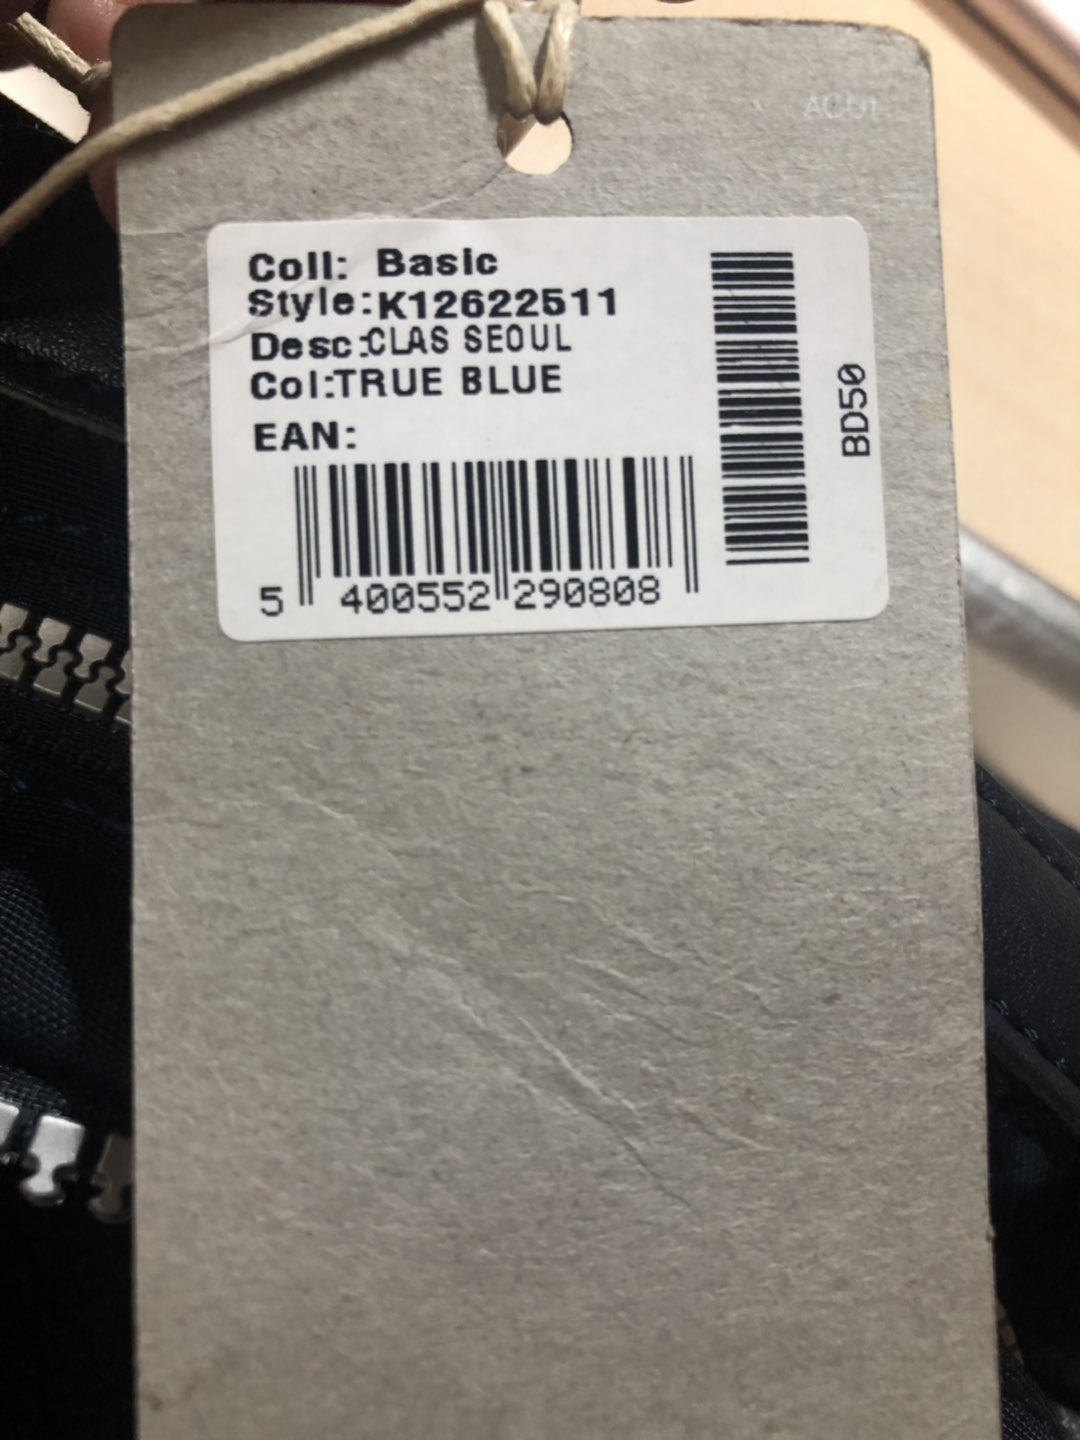 Coll: Basic
Style:K12622511
Desc:CLAS SEOUL
Col:TRUE BLUE
EAN:
5 400552 290808
BD50